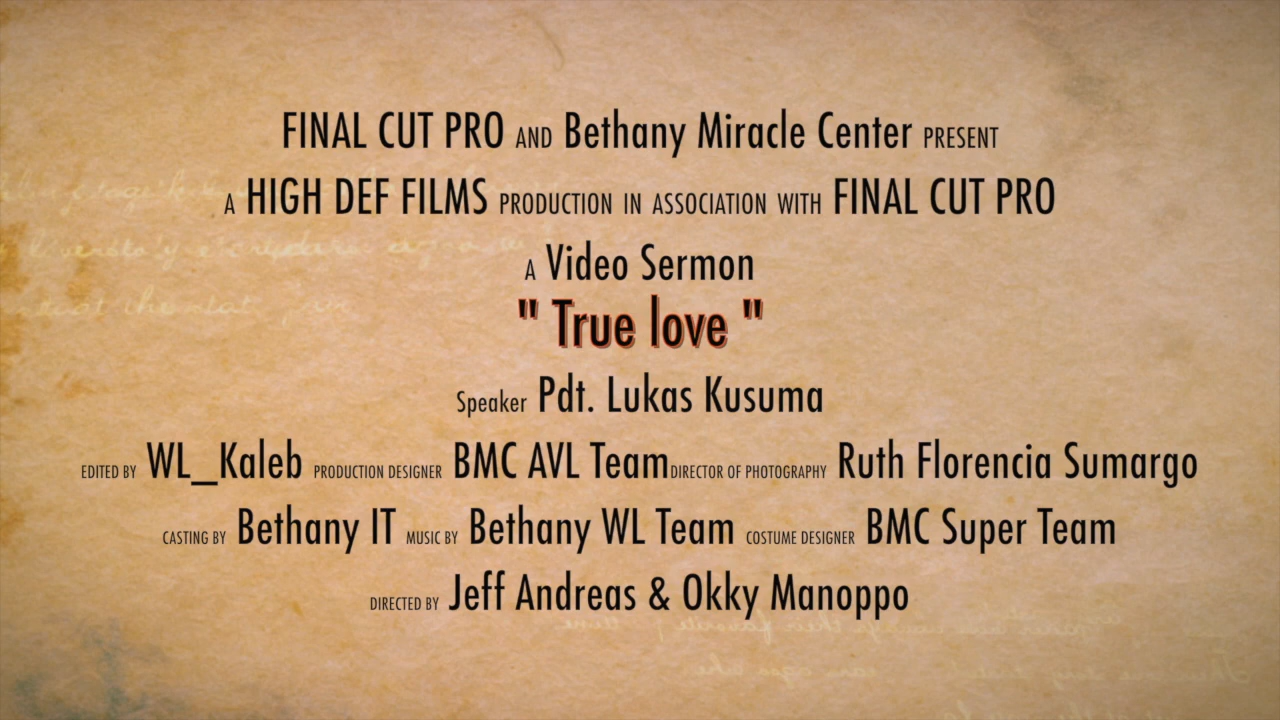 FINAL CUT PRO AND Bethany Miracle Center PRESENT
A HIGH DEF FILMS PRODUCTION IN ASSOCIATION WITH FINAL CUT PRO
A Video Sermon
" True love "
Speaker Pdt. Lukas Kusuma
EDITED BY WL_Kaleb PRODUCTION DESIGNER BMC AVL Team DIRECTOR OF PHOTOGRAPHY Ruth Florencia Sumargo
CASTING BY Bethany IT MUSIC BY Bethany WL Team COSTUME DESIGNER BMC Super Team
DIRECTED BY Jeff Andreas & Okky Manoppo